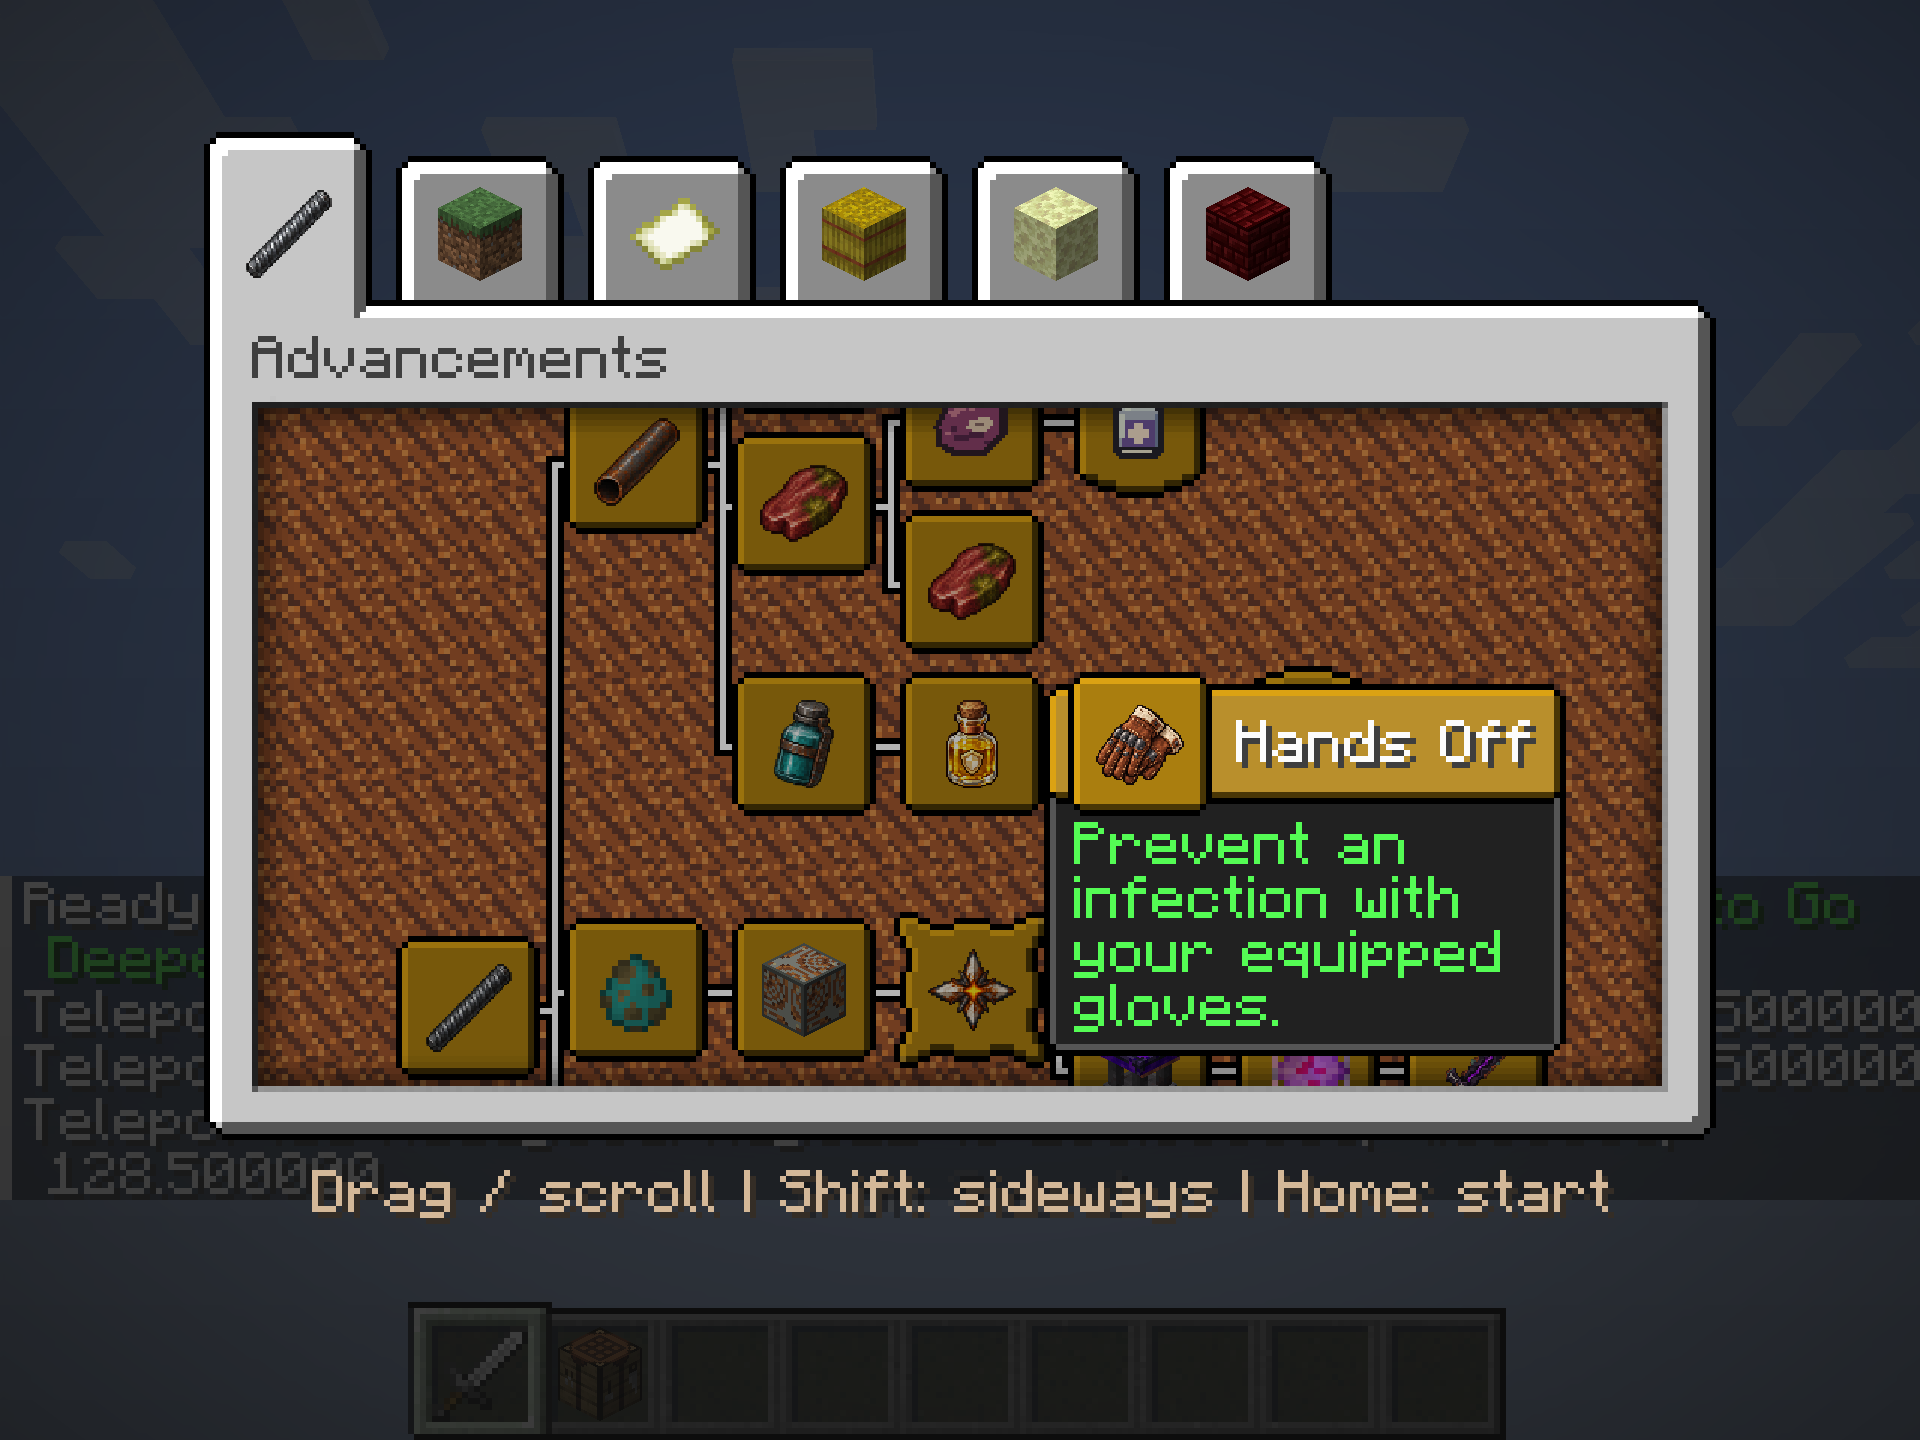 Advancements
Hands Off
Prevent an
infection with
your equipped
gloves.
Ready
to Go
Deepe
Telepo
500000
Telepo
500000
Telepo
128.500000
Drag / scroll | Shift: sideways | Home: start